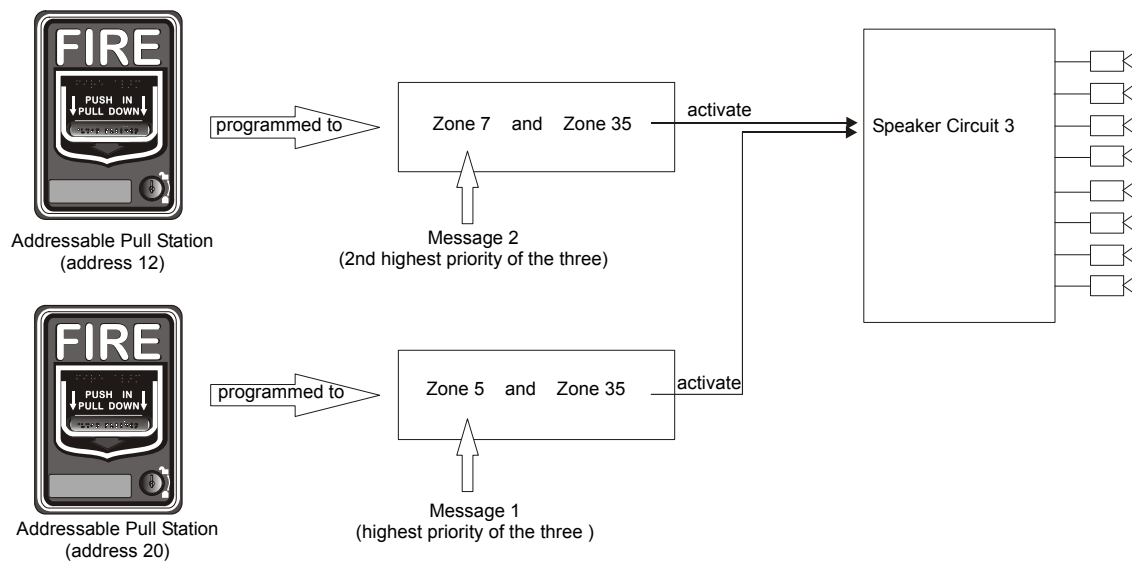 FIRE
PUSH IN
PULL DOWN
Addressable Pull Station
(address 12)
programmed to
Zone 7 and Zone 35
Message 2
(2nd highest priority of the three)
activate
Speaker Circuit 3
FIRE
PUSH IN
PULL DOWN
Addressable Pull Station
(address 20)
programmed to
Zone 5 and Zone 35
Message 1
(highest priority of the three )
activate